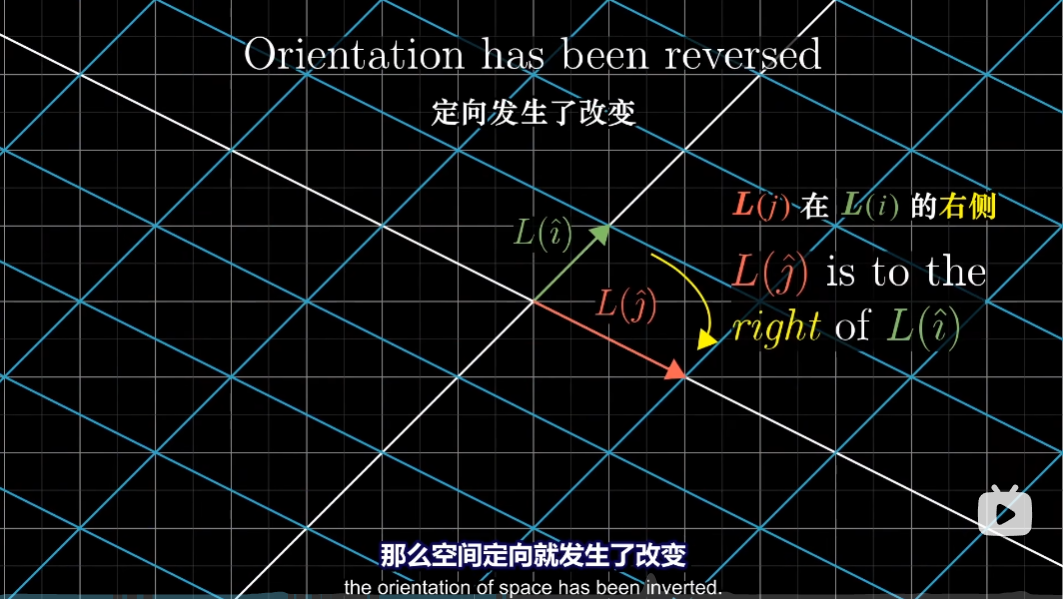 Orientation has been reversed
定向发生了改变
L(j) 在 L(i) 的右侧
L(î)
L(ĵ) is to the
L(ĵ)
right of L(î)
那么空间定向就发生了改变
the orientation of space has been inverted.